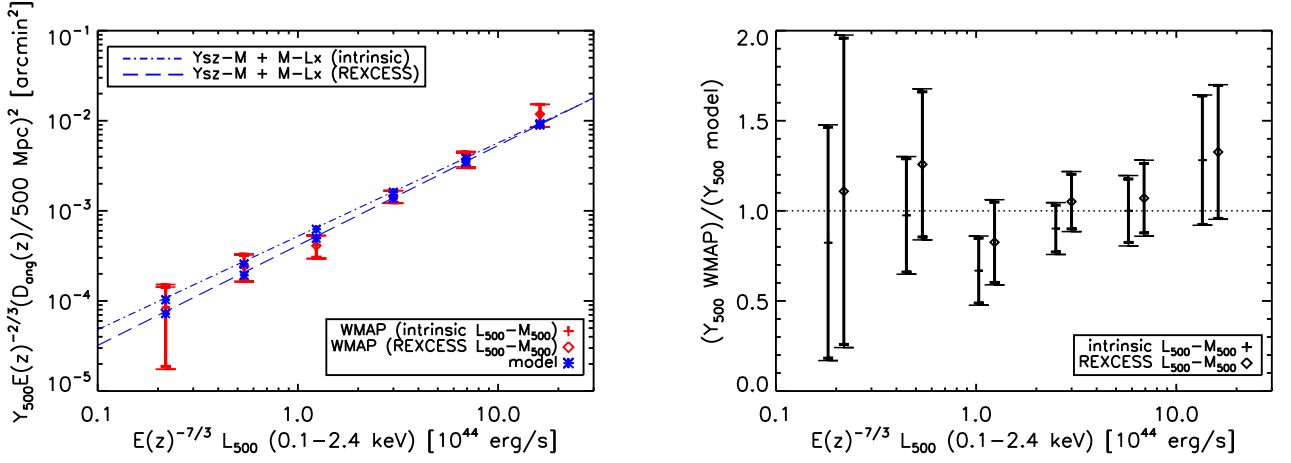 Y₅₀₀E(z)⁻²/³(D_ang(z)/500 Mpc)² [arcmin²]
10⁻¹
10⁻²
10⁻³
10⁻⁴
10⁻⁵
Ysz-M + M-Lx (intrinsic)
Ysz-M + M-Lx (REXCESS)
WMAP (intrinsic L₅₀₀-M₅₀₀)
WMAP (REXCESS L₅₀₀-M₅₀₀)
model
0.1 1.0 10.0
E(z)⁻⁷/³ L₅₀₀ (0.1-2.4 keV) [10⁴⁴ erg/s]
(Y₅₀₀ WMAP)/(Y₅₀₀ model)
2.0
1.5
1.0
0.5
0.0
intrinsic L₅₀₀-M₅₀₀
REXCESS L₅₀₀-M₅₀₀
0.1 1.0 10.0
E(z)⁻⁷/³ L₅₀₀ (0.1-2.4 keV) [10⁴⁴ erg/s]